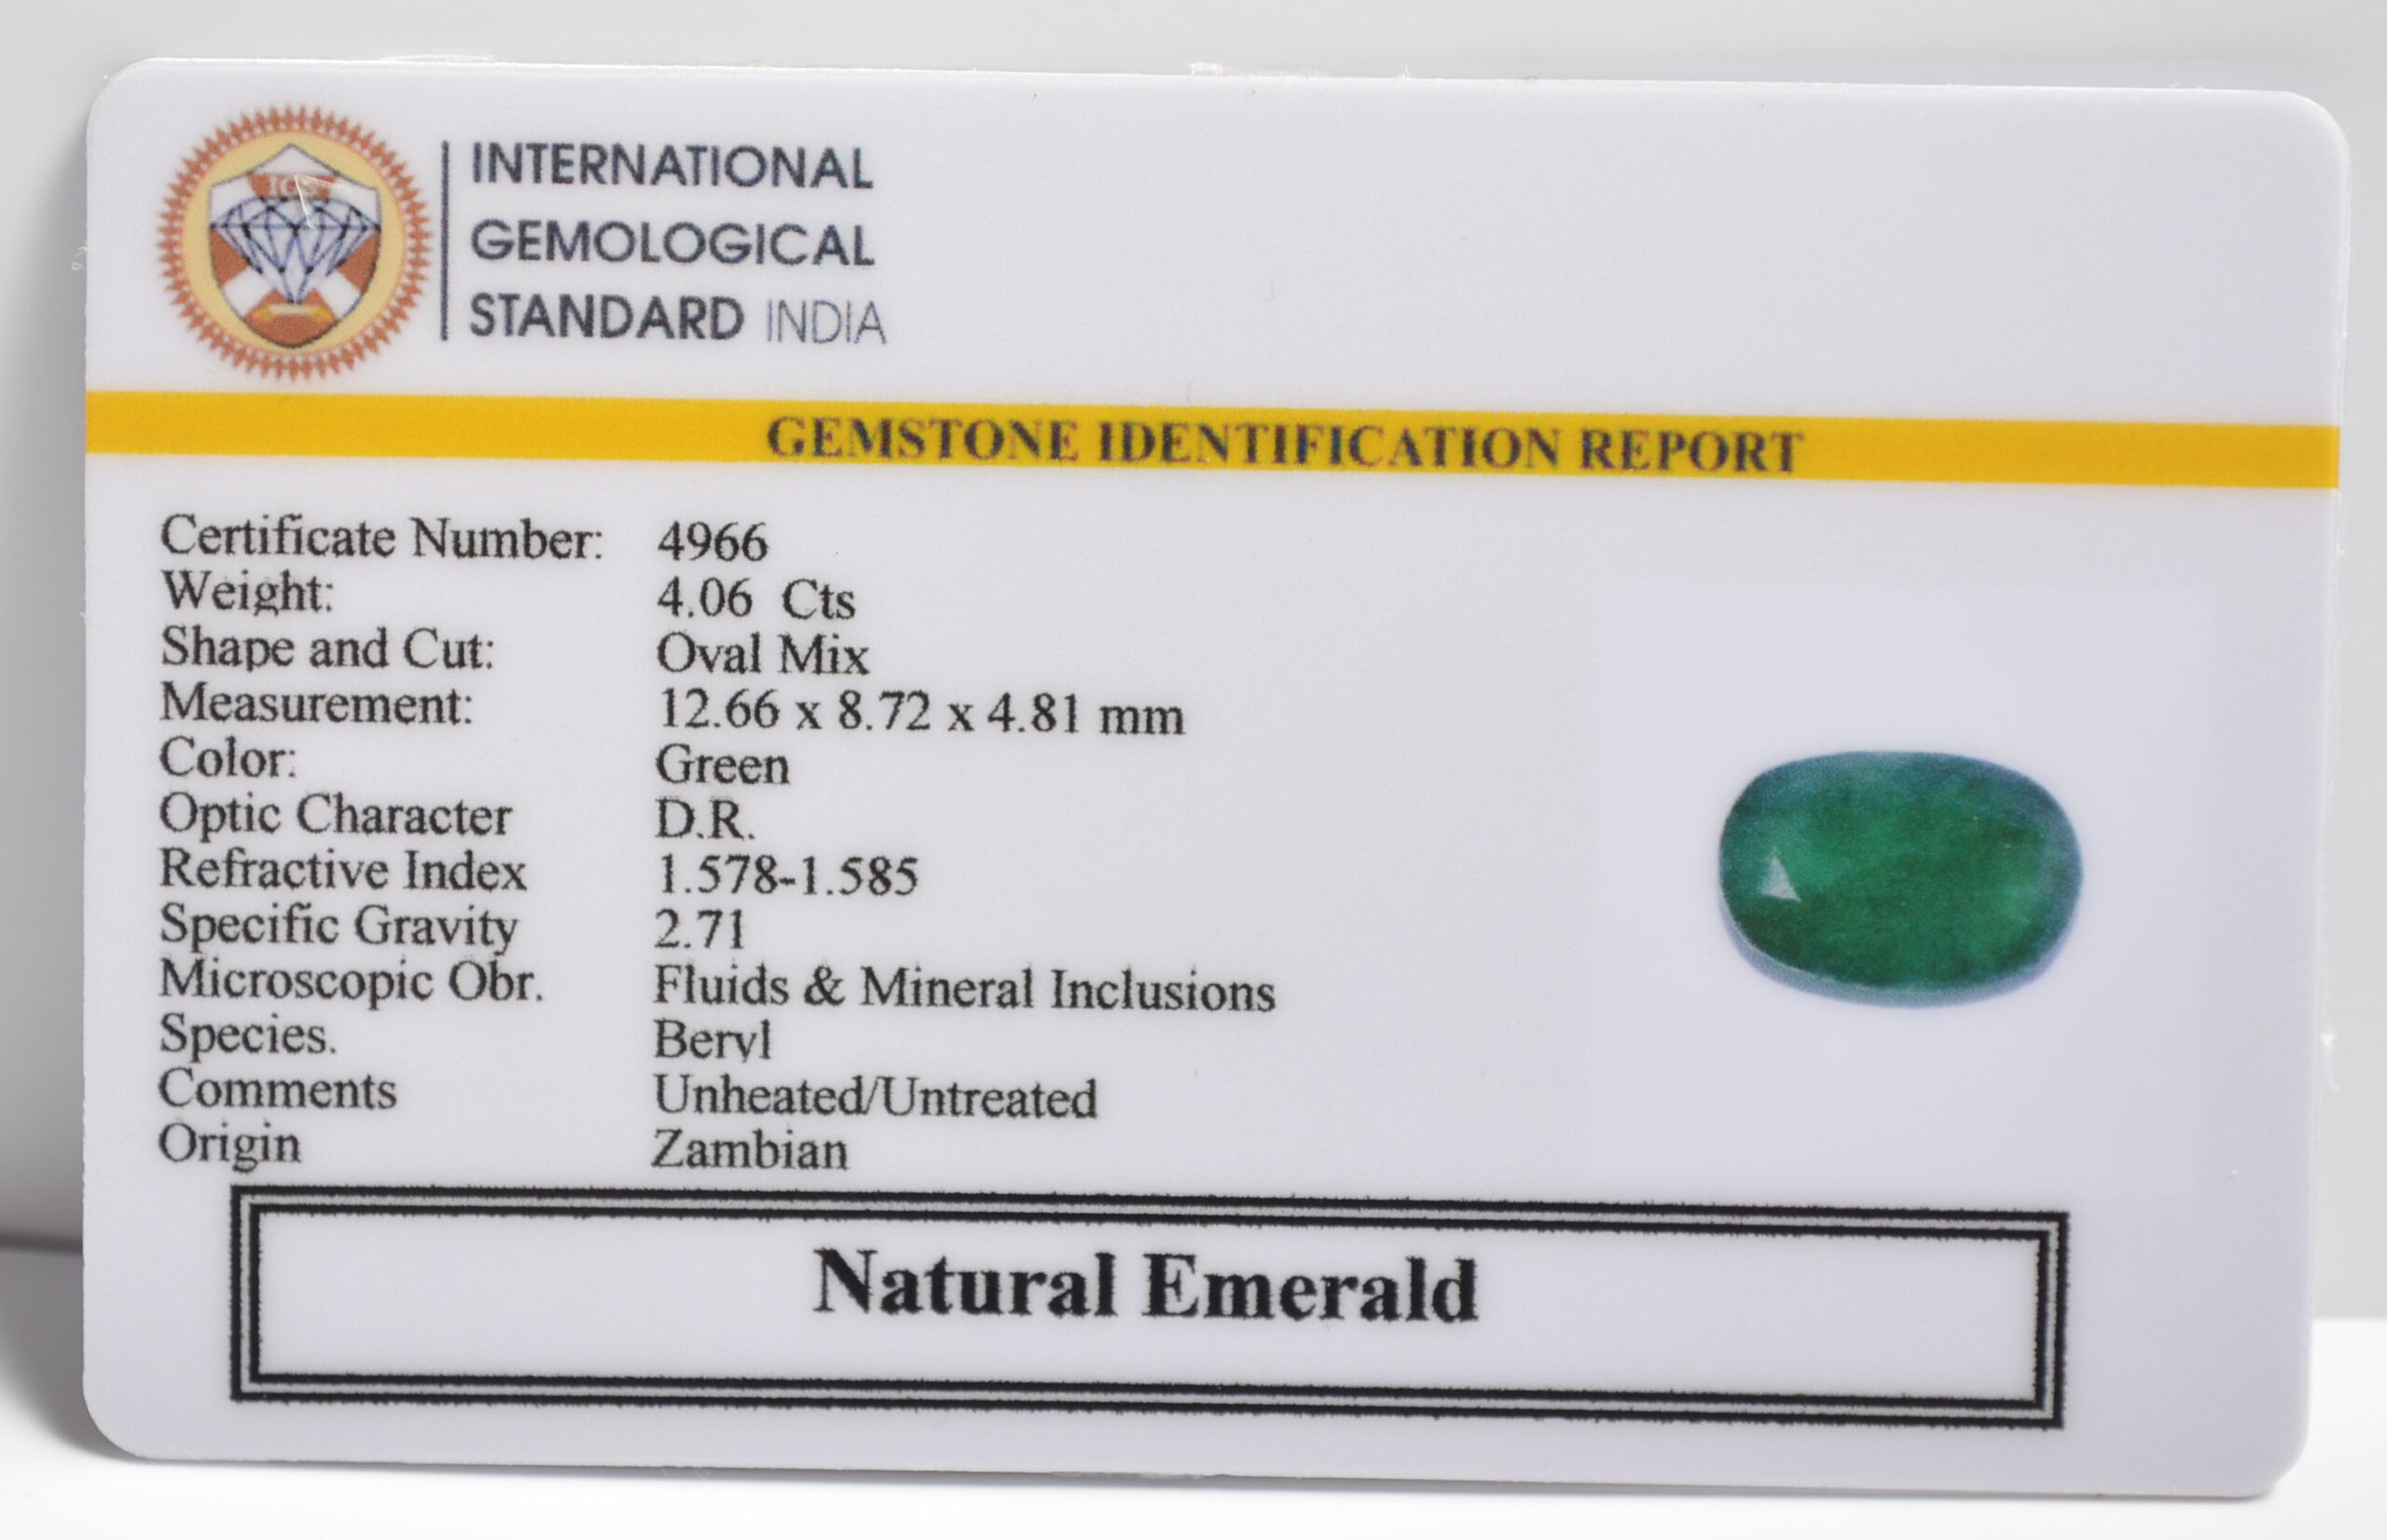 IGS
INTERNATIONAL
GEMOLOGICAL
STANDARD INDIA
GEMSTONE IDENTIFICATION REPORT
Certificate Number: 4966
Weight: 4.06 Cts
Shape and Cut: Oval Mix
Measurement: 12.66 x 8.72 x 4.81 mm
Color: Green
Optic Character D.R.
Refractive Index 1.578-1.585
Specific Gravity 2.71
Microscopic Obr. Fluids & Mineral Inclusions
Species. Beryl
Comments Unheated/Untreated
Origin Zambian
Natural Emerald